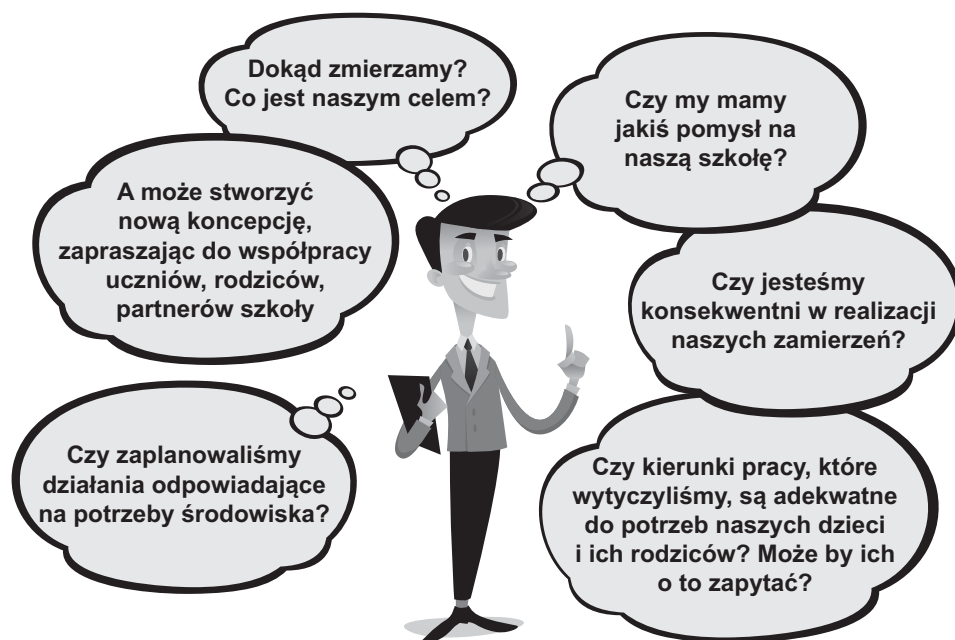 Dokąd zmierzamy?
Co jest naszym celem?
Czy my mamy
jakiś pomysł na
naszą szkołę?
A może stworzyć
nową koncepcję,
zapraszając do współpracy
uczniów, rodziców,
partnerów szkoły
Czy jesteśmy
konsekwentni w realizacji
naszych zamierzeń?
Czy zaplanowaliśmy
działania odpowiadające
na potrzeby środowiska?
Czy kierunki pracy, które
wytyczyliśmy, są adekwatne
do potrzeb naszych dzieci
i ich rodziców? Może by ich
o to zapytać?